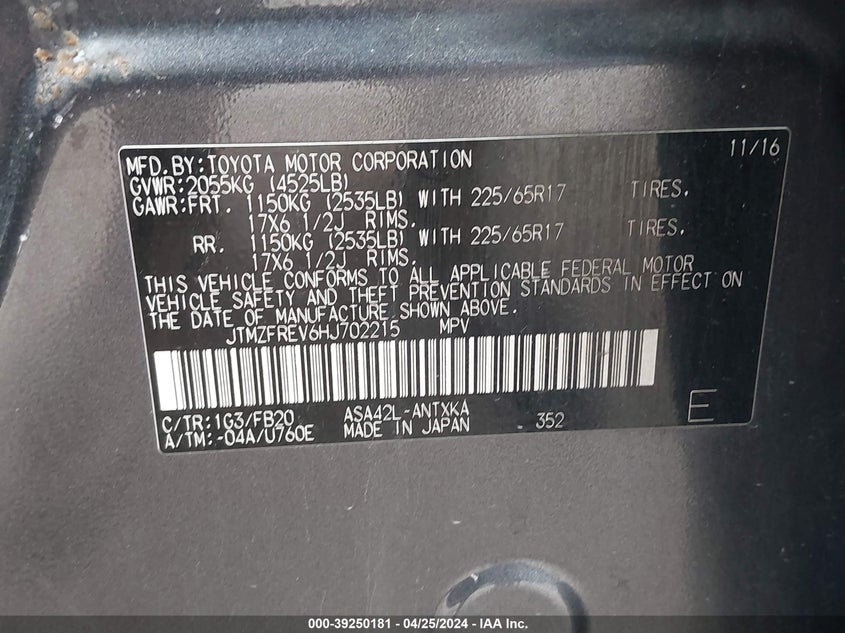 MFD.BY:TOYOTA MOTOR CORPORATION 11/16
GVWR:2055KG (4525LB)
GAWR:FRT. 1150KG (2535LB) WITH 225/65R17 TIRES.
17X6 1/2J RIMS.
RR. 1150KG (2535LB) WITH 225/65R17 TIRES.
17X6 1/2J RIMS.
THIS VEHICLE CONFORMS TO ALL APPLICABLE FEDERAL MOTOR
VEHICLE SAFETY AND THEFT PREVENTION STANDARDS IN EFFECT ON
THE DATE OF MANUFACTURE SHOWN ABOVE.
JTMZFREV6HJ702215 MPV
C/TR:1G3/FB20 ASA42L-ANTXKA
A/TM:-04A/U760E MADE IN JAPAN 352 E
000-39250181 - 04/25/2024 - IAA Inc.